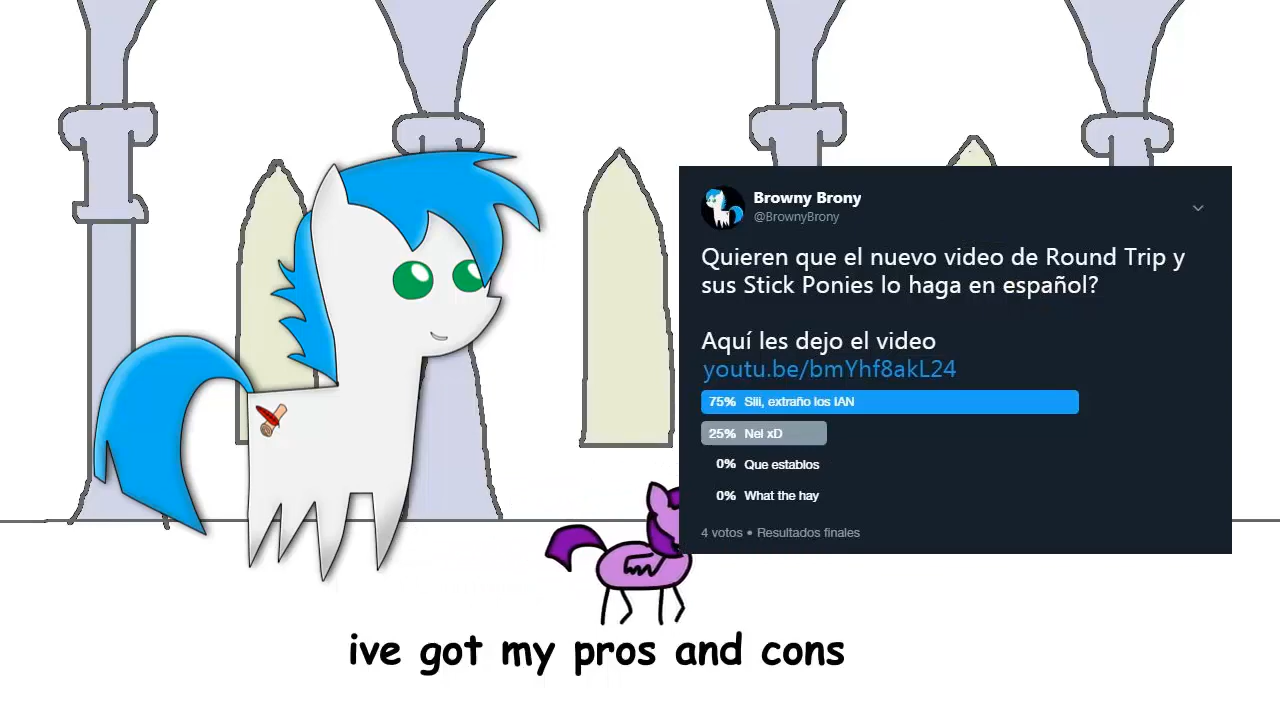 Browny Brony
@BrownyBrony
Quieren que el nuevo video de Round Trip y
sus Stick Ponies lo haga en español?
Aquí les dejo el video
youtu.be/bmYhf8akL24
75% Siii, extraño los IAN
25% Nel xD
0% Que establos
0% What the hay
4 votos • Resultados finales
ive got my pros and cons